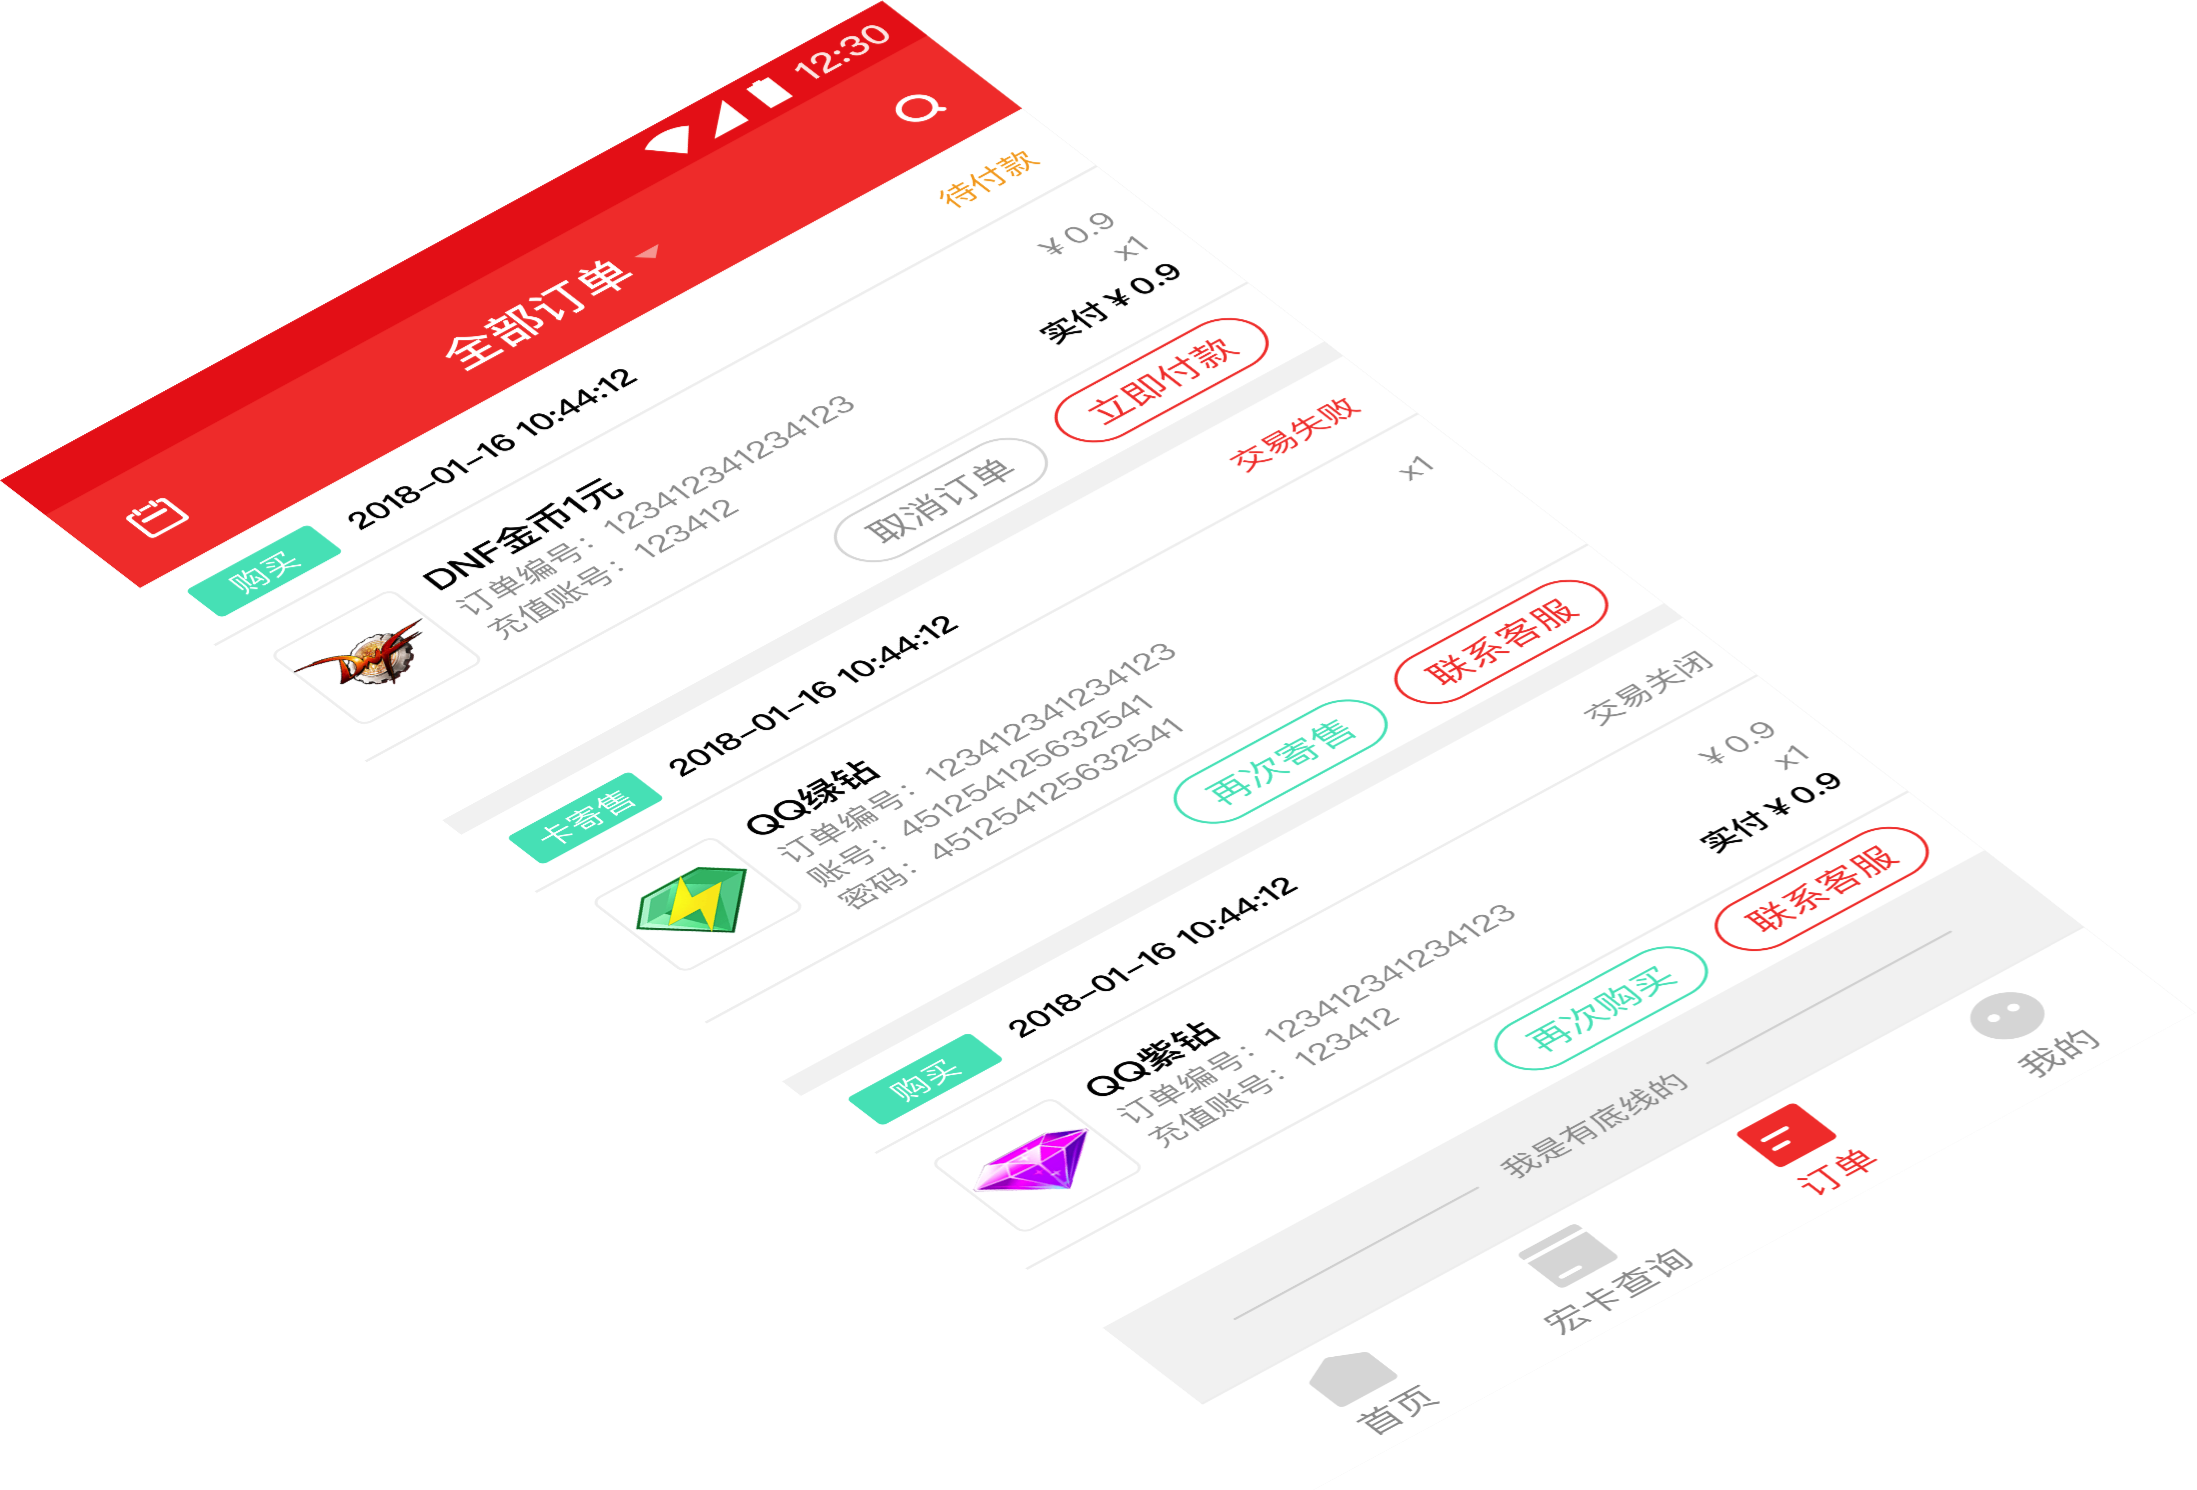 12:30
全部订单
购买 2018-01-16 10:44:12 待付款
DNF金币1元 ¥0.9
订单编号：1234123412341234123 x1
充值账号：123412 实付¥0.9
取消订单 立即付款
卡寄售 2018-01-16 10:44:12 交易失败
QQ绿钻 x1
订单编号：1234123412341234123
账号：4512541256325​41
密码：451254125632541
再次寄售 联系客服
购买 2018-01-16 10:44:12 交易关闭
QQ紫钻 ¥0.9
订单编号：1234123412341234123 x1
充值账号：123412 实付¥0.9
再次购买 联系客服
我是有底线的
首页 宏卡查询 订单 我的